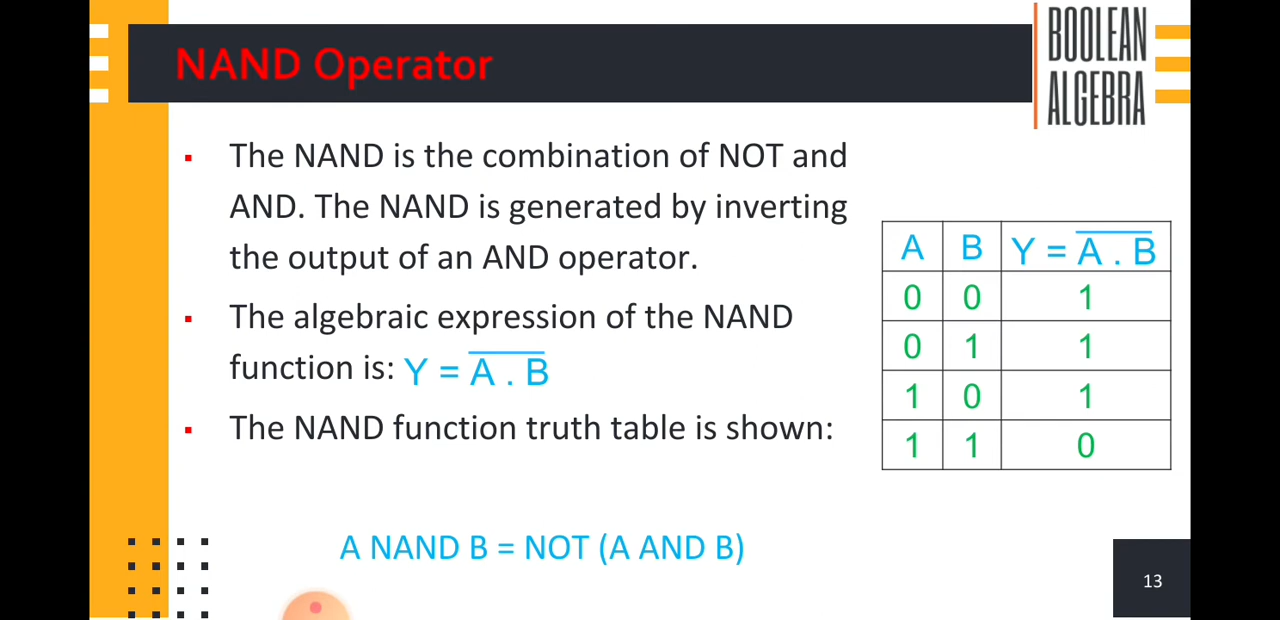 NAND Operator
BOOLEAN
ALGEBRA
▪ The NAND is the combination of NOT and
AND. The NAND is generated by inverting
the output of an AND operator.
▪ The algebraic expression of the NAND
function is: Y = A̅ ̅.̅ ̅B̅
▪ The NAND function truth table is shown:
A B Y = A̅ ̅.̅ ̅B̅
0 0 1
0 1 1
1 0 1
1 1 0
A NAND B = NOT (A AND B)
13